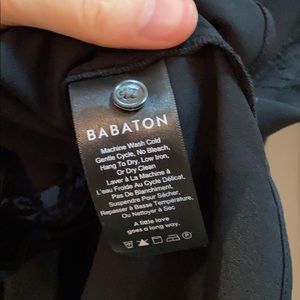 BABATON
Machine Wash Cold
Gentle Cycle, No Bleach,
Hang To Dry, Low Iron,
Or Dry Clean
Laver à La Machine à
L'eau Froide Au Cycle Délicat,
Pas De Blanchiment,
Suspendre Pour Sécher,
Repasser à Basse Température,
Ou Nettoyer à Sec
A little love
goes a long way.